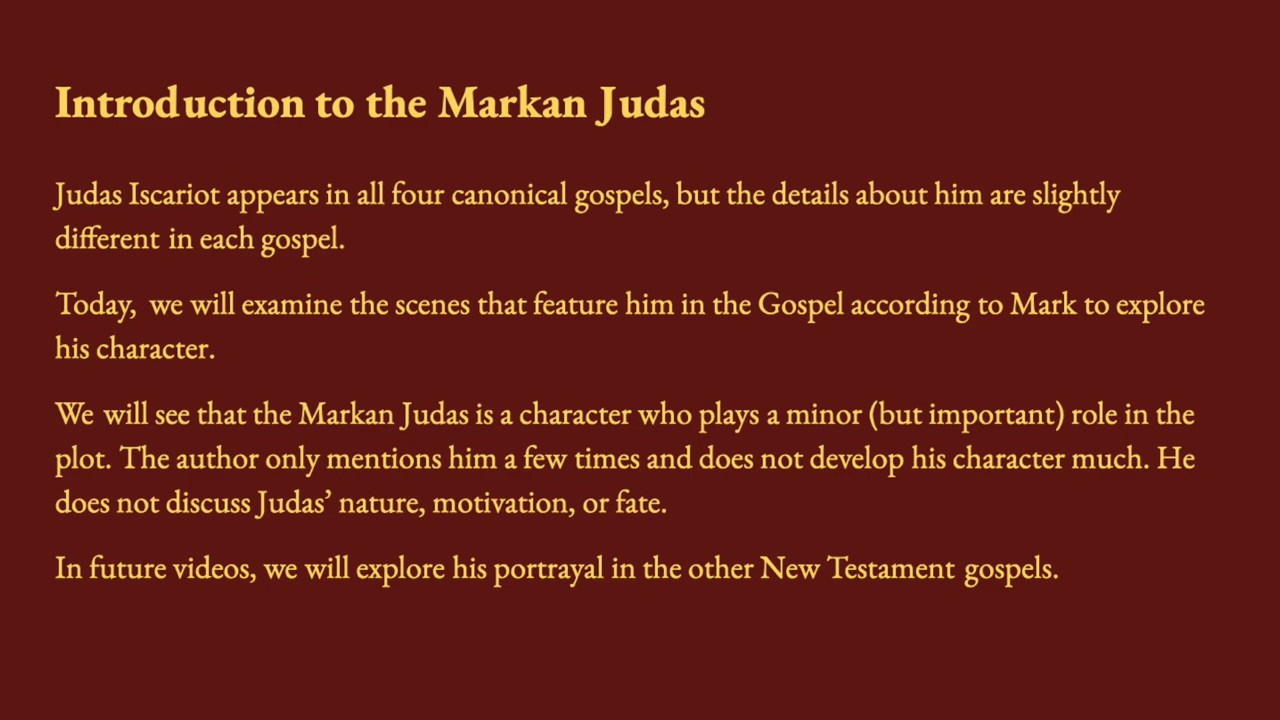 Introduction to the Markan Judas
Judas Iscariot appears in all four canonical gospels, but the details about him are slightly
different in each gospel.
Today, we will examine the scenes that feature him in the Gospel according to Mark to explore
his character.
We will see that the Markan Judas is a character who plays a minor (but important) role in the
plot. The author only mentions him a few times and does not develop his character much. He
does not discuss Judas’ nature, motivation, or fate.
In future videos, we will explore his portrayal in the other New Testament gospels.